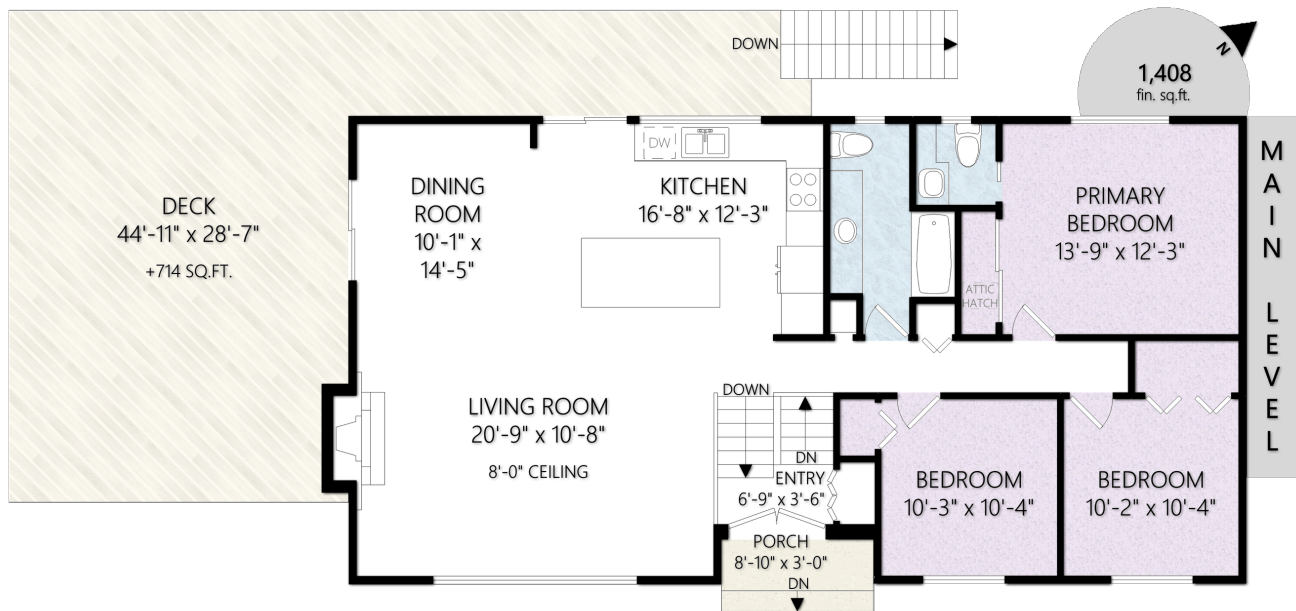 DOWN
N
1,408
fin. sq.ft.
MAIN LEVEL
DECK
44'-11" x 28'-7"
+714 SQ.FT.
DINING
ROOM
10'-1" x
14'-5"
DW
KITCHEN
16'-8" x 12'-3"
PRIMARY
BEDROOM
13'-9" x 12'-3"
ATTIC
HATCH
LIVING ROOM
20'-9" x 10'-8"
8'-0" CEILING
DOWN
DN
ENTRY
6'-9" x 3'-6"
BEDROOM
10'-3" x 10'-4"
BEDROOM
10'-2" x 10'-4"
PORCH
8'-10" x 3'-0"
DN